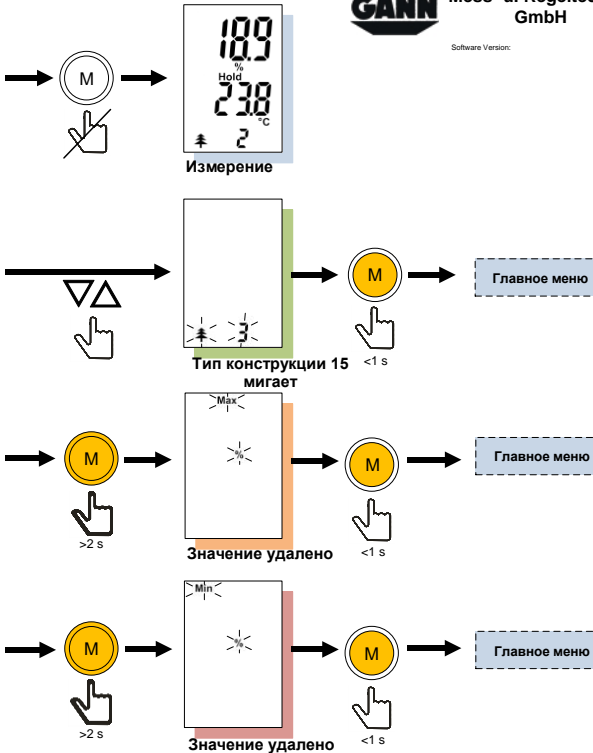 GANN
GmbH
Software Version:
M
18.9
%
Hold
23.8
°C
2
Измерение
3
Тип конструкции 15
мигает
M
<1 s
Главное меню
M
>2 s
Max
%
Значение удалено
M
<1 s
Главное меню
M
>2 s
Min
%
Значение удалено
M
<1 s
Главное меню